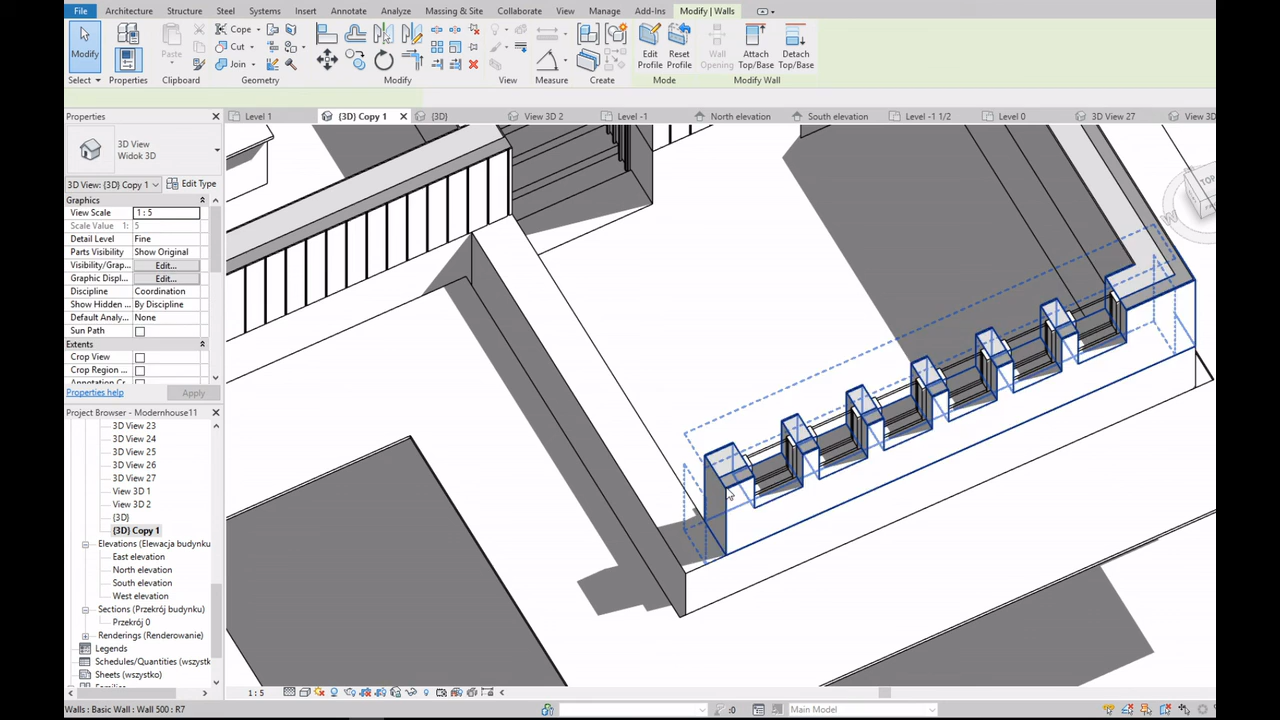 File Architecture Structure Steel Systems Insert Annotate Analyze Massing & Site Collaborate View Manage Add-Ins Modify | Walls
Modify
Paste
Cope
Cut
Join
Edit Profile
Reset Profile
Wall Opening
Attach Top/Base
Detach Top/Base
Select Properties Clipboard Geometry Modify View Measure Create Mode Modify Wall
Properties
Level 1 {3D} Copy 1 {3D} View 3D 2 Level -1 North elevation South elevation Level -1 1/2 Level 0 3D View 27 View 3D
3D View
Widok 3D
3D View: {3D} Copy 1 Edit Type
Graphics
View Scale 1 : 5
Scale Value 1: 5
Detail Level Fine
Parts Visibility Show Original
Visibility/Grap... Edit...
Graphic Displ... Edit...
Discipline Coordination
Show Hidden ... By Discipline
Default Analy... None
Sun Path
Extents
Crop View
Crop Region ...
Annotation Cr...
Properties help Apply
Project Browser - Modernhouse11
3D View 23
3D View 24
3D View 25
3D View 26
3D View 27
View 3D 1
View 3D 2
{3D}
{3D} Copy 1
Elevations (Elewacja budynku
East elevation
North elevation
South elevation
West elevation
Sections (Przekrój budynku)
Przekrój 0
Renderings (Renderowanie)
Legends
Schedules/Quantities (wszystk
Sheets (wszystko)
TOP
W
1 : 5
Walls : Basic Wall : Wall 500 : R7
:0
Main Model